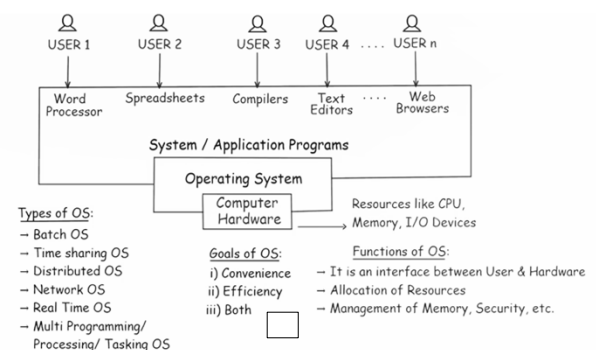 USER 1 USER 2 USER 3 USER 4 .... USER n
Word Processor
Spreadsheets
Compilers
Text Editors
....
Web Browsers
System / Application Programs
Operating System
Computer
Hardware
Resources like CPU,
Memory, I/O Devices
Types of OS:
→ Batch OS
→ Time sharing OS
→ Distributed OS
→ Network OS
→ Real Time OS
→ Multi Programming/
Processing/ Tasking OS
Goals of OS:
i) Convenience
ii) Efficiency
iii) Both
Functions of OS:
→ It is an interface between User & Hardware
→ Allocation of Resources
→ Management of Memory, Security, etc.